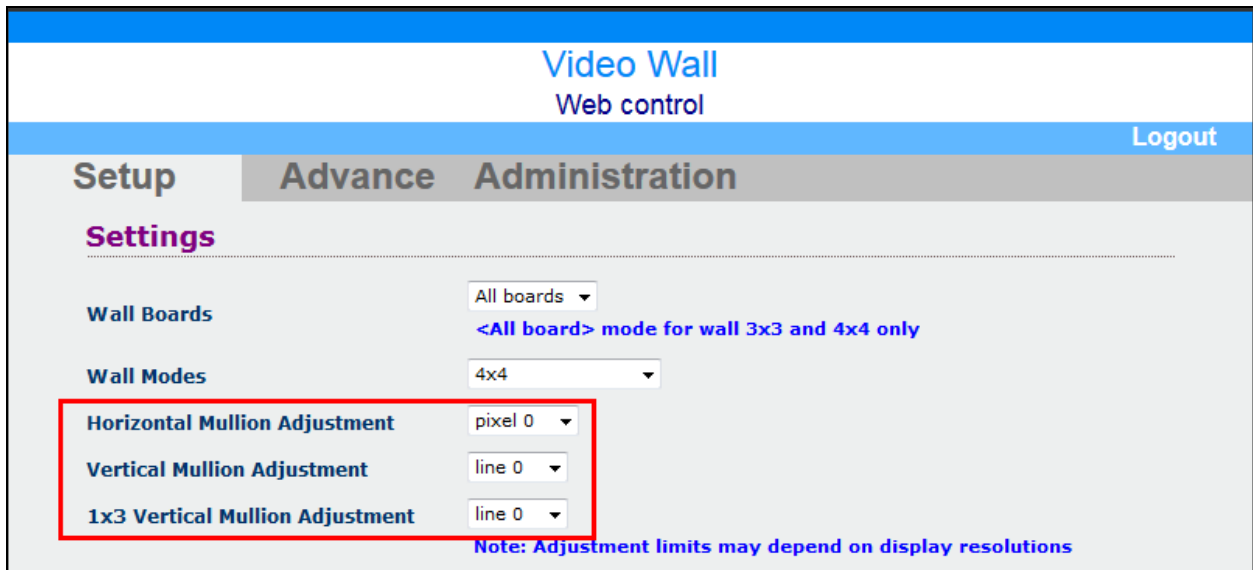 Video Wall
Web control
Logout
Setup Advance Administration
Settings
Wall Boards All boards
<All board> mode for wall 3x3 and 4x4 only
Wall Modes 4x4
Horizontal Mullion Adjustment pixel 0
Vertical Mullion Adjustment line 0
1x3 Vertical Mullion Adjustment line 0
Note: Adjustment limits may depend on display resolutions